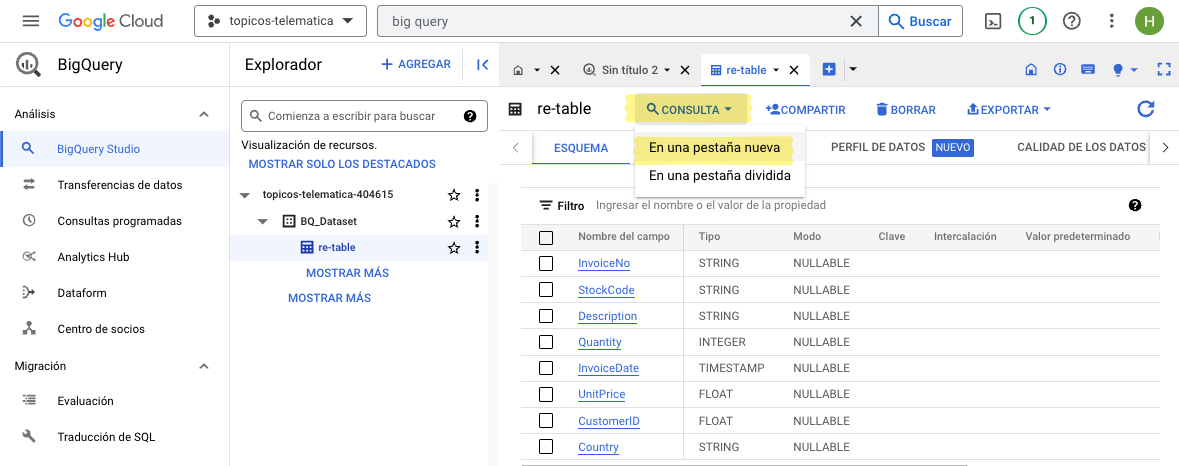 Google Cloud
topicos-telematica
big query
Buscar
1
H
BigQuery
Análisis
BigQuery Studio
Transferencias de datos
Consultas programadas
Analytics Hub
Dataform
Centro de socios
Migración
Evaluación
Traducción de SQL
Explorador
AGREGAR
Comienza a escribir para buscar
Visualización de recursos.
MOSTRAR SOLO LOS DESTACADOS
topicos-telematica-404615
BQ_Dataset
re-table
MOSTRAR MÁS
MOSTRAR MÁS
Sin título 2
re-table
re-table
CONSULTA
COMPARTIR
BORRAR
EXPORTAR
En una pestaña nueva
En una pestaña dividida
ESQUEMA
PERFIL DE DATOS NUEVO
CALIDAD DE LOS DATOS
Filtro Ingresar el nombre o el valor de la propiedad
Nombre del campo Tipo Modo Clave Intercalación Valor predeterminado
InvoiceNo STRING NULLABLE
StockCode STRING NULLABLE
Description STRING NULLABLE
Quantity INTEGER NULLABLE
InvoiceDate TIMESTAMP NULLABLE
UnitPrice FLOAT NULLABLE
CustomerID FLOAT NULLABLE
Country STRING NULLABLE